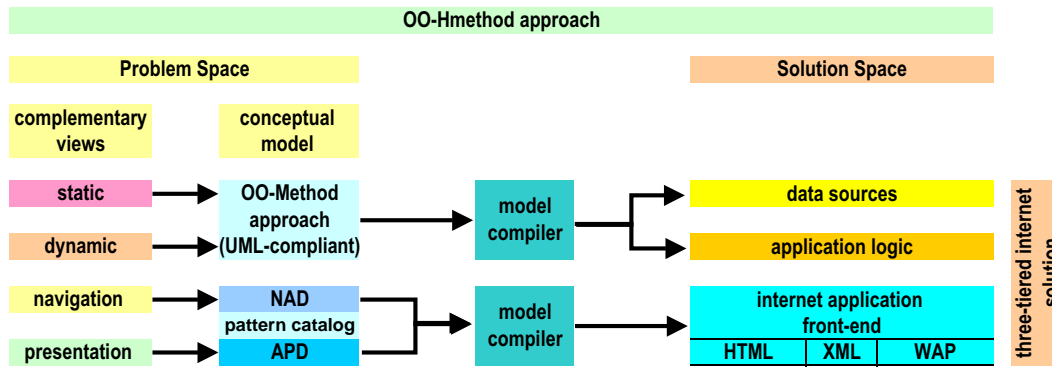 OO-Hmethod approach
Problem Space
Solution Space
complementary
views
conceptual
model
static
dynamic
OO-Method
approach
(UML-compliant)
model
compiler
data sources
application logic
navigation
presentation
NAD
pattern catalog
APD
model
compiler
internet application
front-end
HTML XML WAP
three-tiered internet
solution